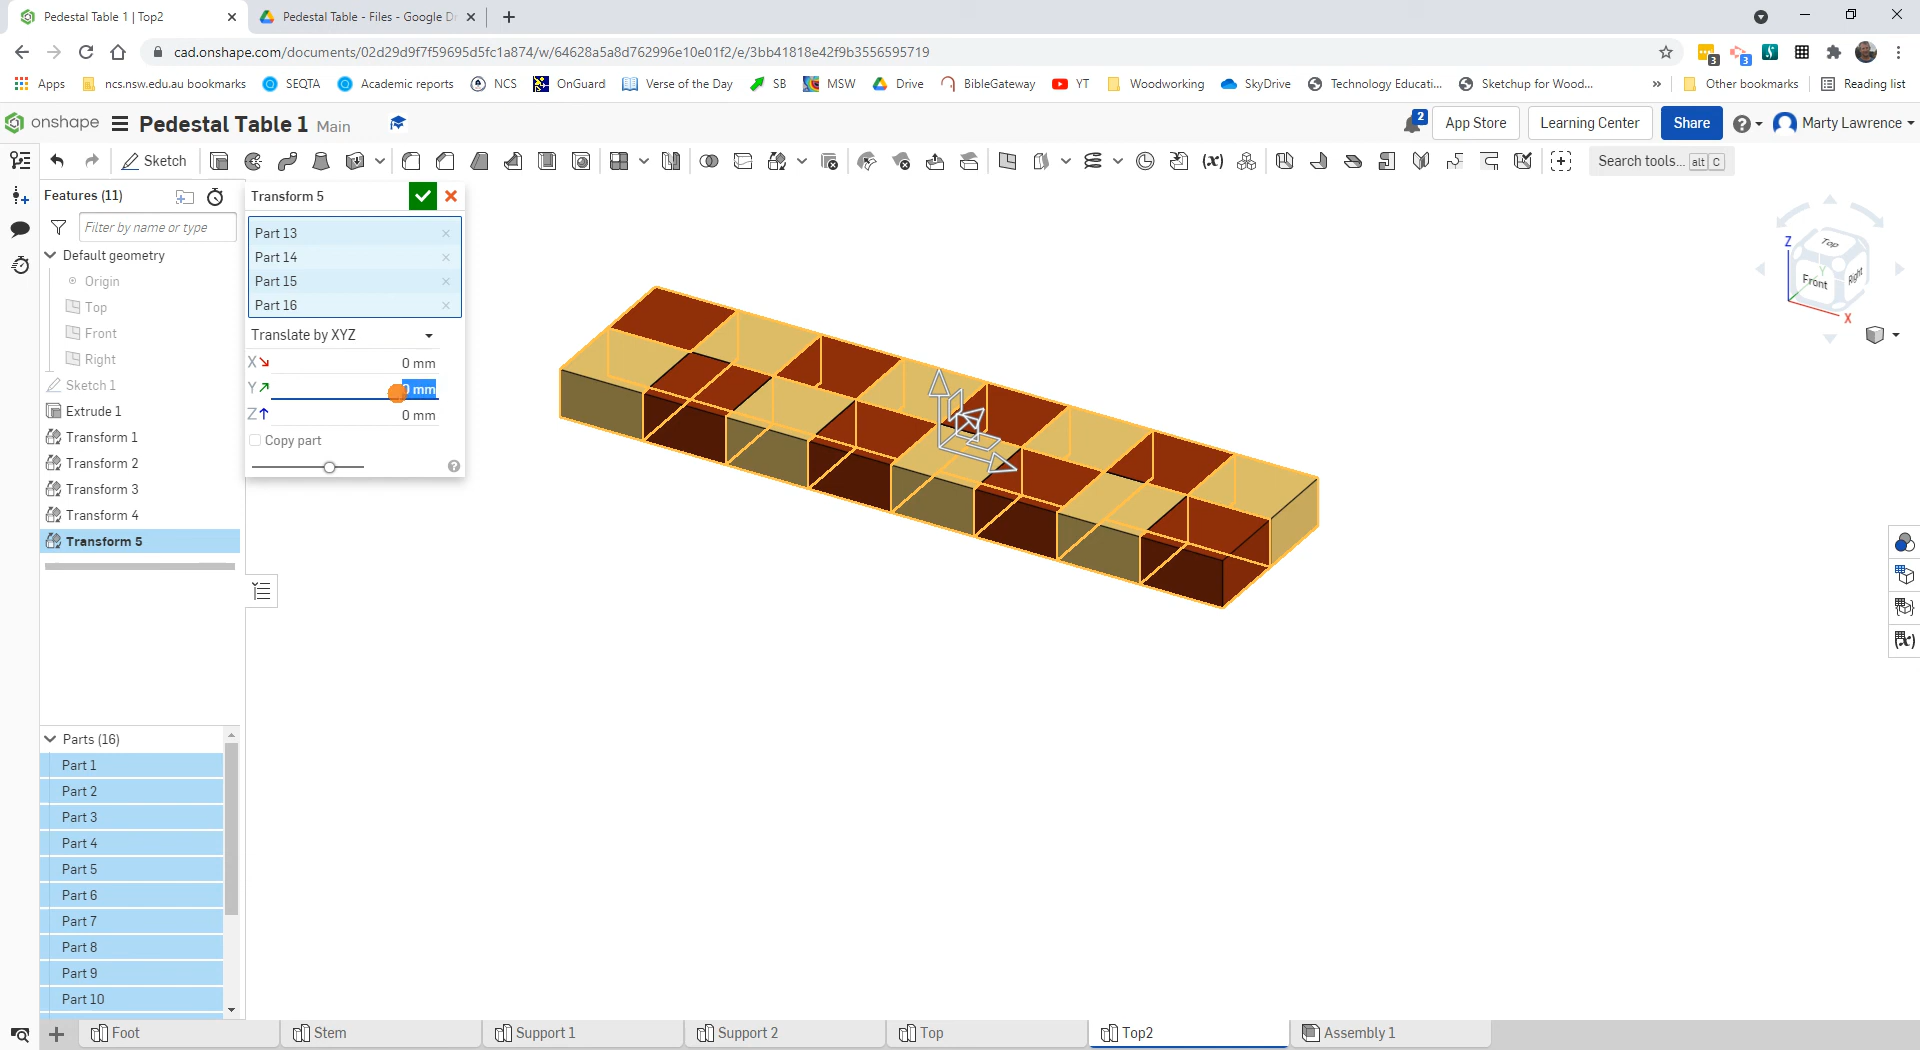 Pedestal Table 1 | Top2
Pedestal Table - Files - Google Dr
cad.onshape.com/documents/02d29d9f7f59695d5fc1a874/w/64628a5a8d762996e10e01f2/e/3bb41818e42f9b3556595719
3
3
Apps
ncs.nsw.edu.au bookmarks
SEQTA
Academic reports
NCS
OnGuard
Verse of the Day
SB
MSW
Drive
BibleGateway
YT
Woodworking
SkyDrive
Technology Educati...
Sketchup for Wood...
»
Other bookmarks
Reading list
onshape
Pedestal Table 1
Main
2
App Store
Learning Center
Share
Marty Lawrence
Sketch
(x)
Search tools...
alt
C
Features (11)
Filter by name or type
Default geometry
Origin
Top
Front
Right
Sketch 1
Extrude 1
Transform 1
Transform 2
Transform 3
Transform 4
Transform 5
Transform 5
Part 13
Part 14
Part 15
Part 16
Translate by XYZ
X
0 mm
Y
0 mm
Z
0 mm
Copy part
Z
Top
Y
Front
Right
X
(x)
Parts (16)
Part 1
Part 2
Part 3
Part 4
Part 5
Part 6
Part 7
Part 8
Part 9
Part 10
Foot
Stem
Support 1
Support 2
Top
Top2
Assembly 1